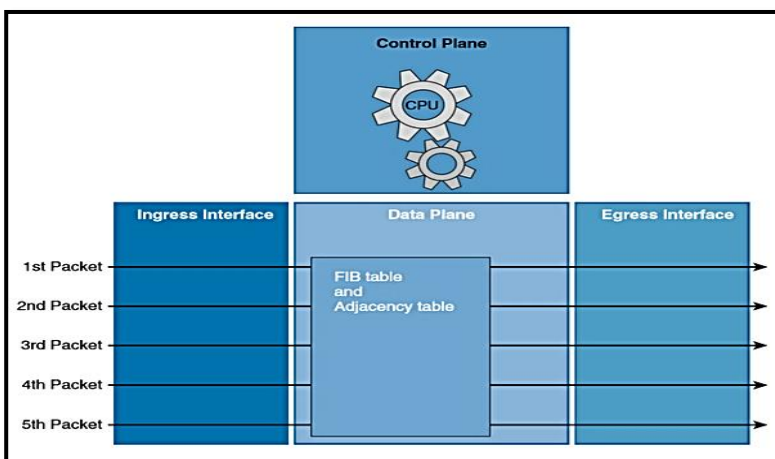 Control Plane
CPU
Ingress Interface
Data Plane
Egress Interface
1st Packet
2nd Packet
3rd Packet
4th Packet
5th Packet
FIB table
and
Adjacency table